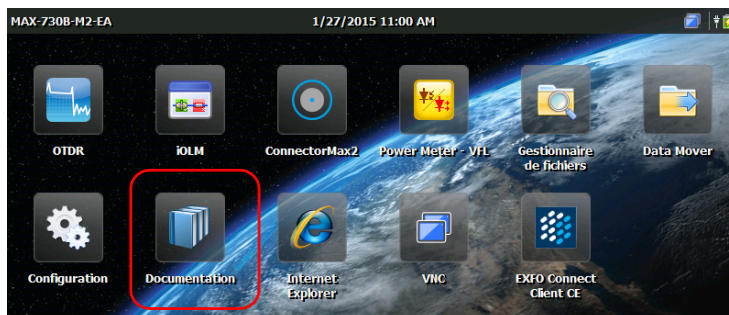 MAX-730B-M2-EA
1/27/2015 11:00 AM
OTDR
iOLM
ConnectorMax2
Power Meter - VFL
Gestionnaire
de fichiers
Data Mover
Configuration
Documentation
Internet
Explorer
VNC
EXFO Connect
Client CE